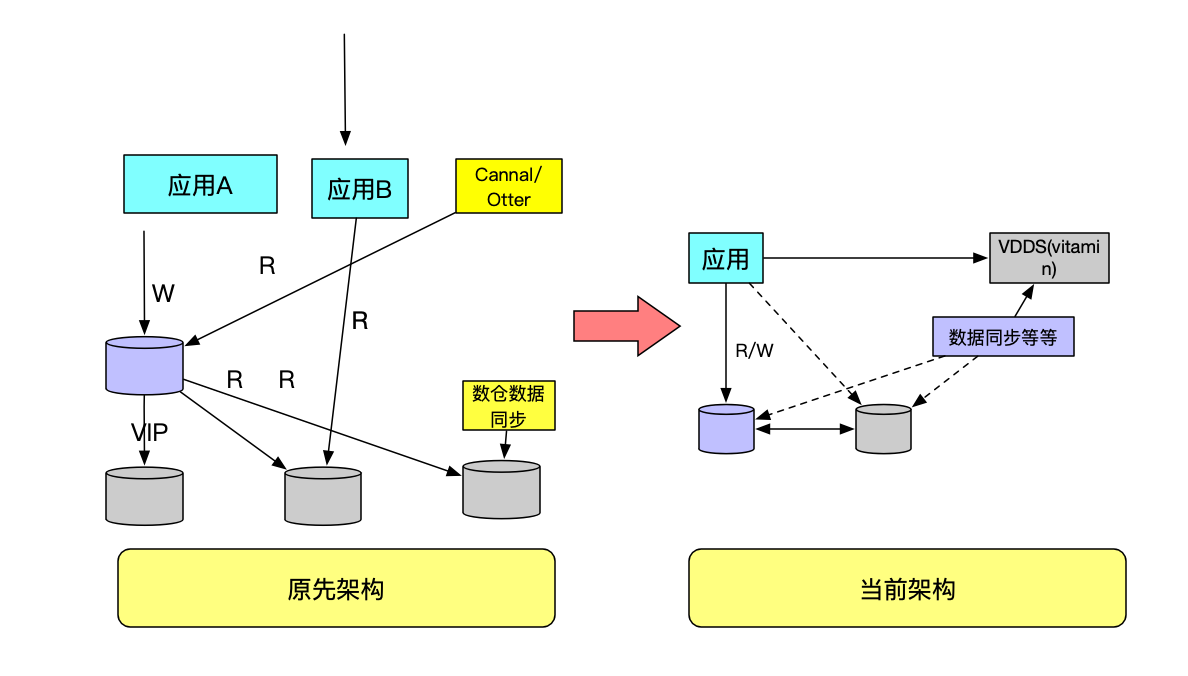 应用A
应用B
Cannal/
Otter
R
W
R
R
R
VIP
数仓数据
同步
原先架构
应用
VDDS(vitami
n)
数据同步等等
R/W
当前架构